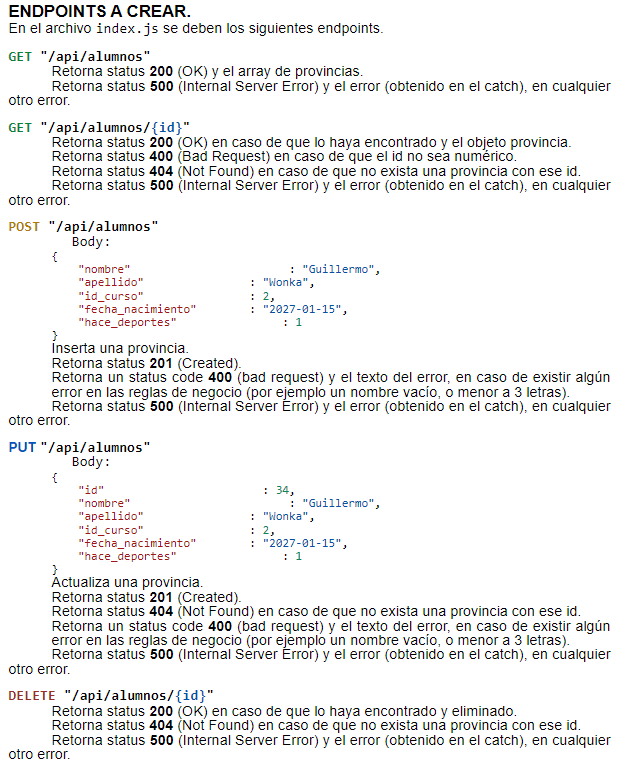 ENDPOINTS A CREAR.
En el archivo index.js se deben los siguientes endpoints.
GET "/api/alumnos"
Retorna status 200 (OK) y el array de provincias.
Retorna status 500 (Internal Server Error) y el error (obtenido en el catch), en cualquier
otro error.
GET "/api/alumnos/{id}"
Retorna status 200 (OK) en caso de que lo haya encontrado y el objeto provincia.
Retorna status 400 (Bad Request) en caso de que el id no sea numérico.
Retorna status 404 (Not Found) en caso de que no exista una provincia con ese id.
Retorna status 500 (Internal Server Error) y el error (obtenido en el catch), en cualquier
otro error.
POST "/api/alumnos"
Body:
{
"nombre" : "Guillermo",
"apellido" : "Wonka",
"id_curso" : 2,
"fecha_nacimiento" : "2027-01-15",
"hace_deportes" : 1
}
Inserta una provincia.
Retorna status 201 (Created).
Retorna un status code 400 (bad request) y el texto del error, en caso de existir algún
error en las reglas de negocio (por ejemplo un nombre vacío, o menor a 3 letras).
Retorna status 500 (Internal Server Error) y el error (obtenido en el catch), en cualquier
otro error.
PUT "/api/alumnos"
Body:
{
"id" : 34,
"nombre" : "Guillermo",
"apellido" : "Wonka",
"id_curso" : 2,
"fecha_nacimiento" : "2027-01-15",
"hace_deportes" : 1
}
Actualiza una provincia.
Retorna status 201 (Created).
Retorna status 404 (Not Found) en caso de que no exista una provincia con ese id.
Retorna un status code 400 (bad request) y el texto del error, en caso de existir algún
error en las reglas de negocio (por ejemplo un nombre vacío, o menor a 3 letras).
Retorna status 500 (Internal Server Error) y el error (obtenido en el catch), en cualquier
otro error.
DELETE "/api/alumnos/{id}"
Retorna status 200 (OK) en caso de que lo haya encontrado y eliminado.
Retorna status 404 (Not Found) en caso de que no exista una provincia con ese id.
Retorna status 500 (Internal Server Error) y el error (obtenido en el catch), en cualquier
otro error.